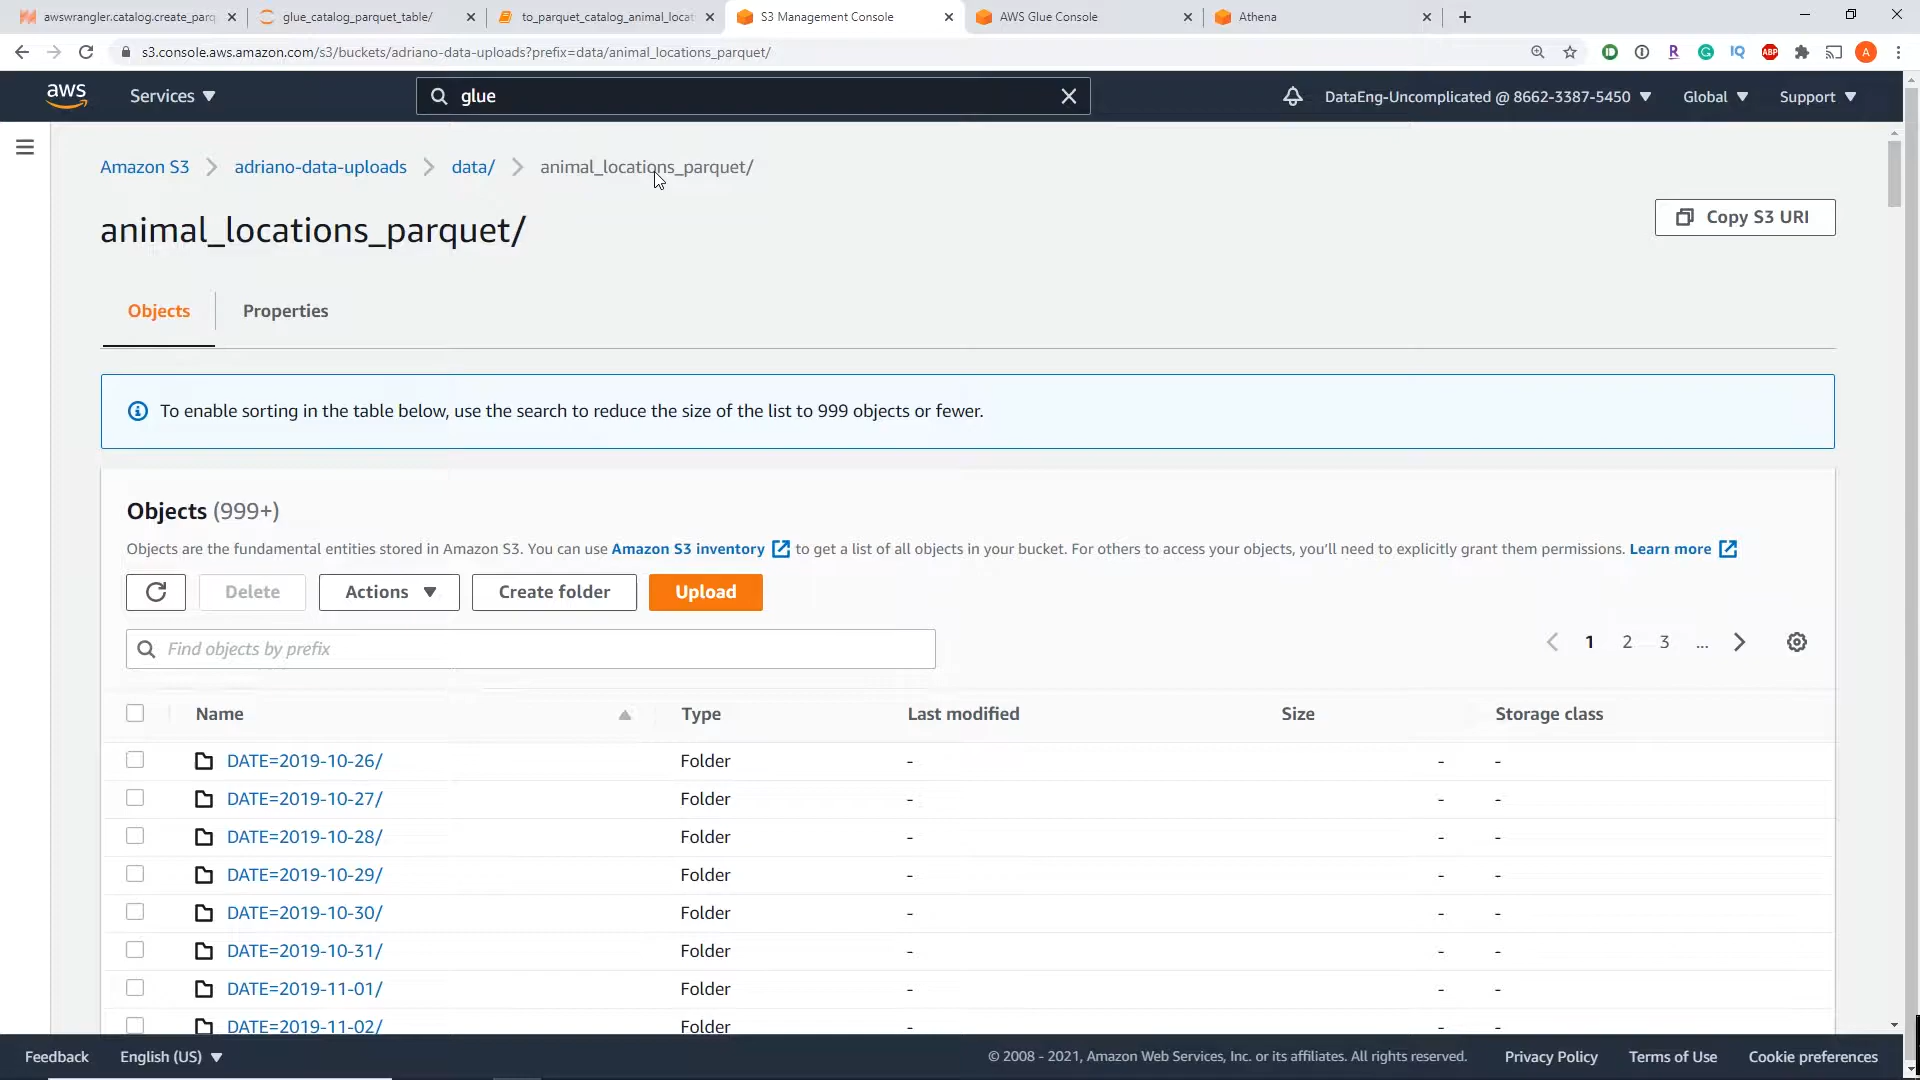 awswrangler.catalog.create_parq
glue_catalog_parquet_table/
to_parquet_catalog_animal_locat
S3 Management Console
AWS Glue Console
Athena
s3.console.aws.amazon.com/s3/buckets/adriano-data-uploads?prefix=data/animal_locations_parquet/
R
IQ
ABP
A
aws
Services
glue
DataEng-Uncomplicated @ 8662-3387-5450
Global
Support
Amazon S3
adriano-data-uploads
data/
animal_locations_parquet/
animal_locations_parquet/
Copy S3 URI
Objects
Properties
To enable sorting in the table below, use the search to reduce the size of the list to 999 objects or fewer.
Objects (999+)
Objects are the fundamental entities stored in Amazon S3. You can use Amazon S3 inventory to get a list of all objects in your bucket. For others to access your objects, you'll need to explicitly grant them permissions. Learn more
Delete
Actions
Create folder
Upload
Find objects by prefix
1 2 3 ...
Name Type Last modified Size Storage class
DATE=2019-10-26/ Folder - - -
DATE=2019-10-27/ Folder - - -
DATE=2019-10-28/ Folder - - -
DATE=2019-10-29/ Folder - - -
DATE=2019-10-30/ Folder - - -
DATE=2019-10-31/ Folder - - -
DATE=2019-11-01/ Folder - - -
DATE=2019-11-02/ Folder - - -
Feedback
English (US)
© 2008 - 2021, Amazon Web Services, Inc. or its affiliates. All rights reserved.
Privacy Policy
Terms of Use
Cookie preferences